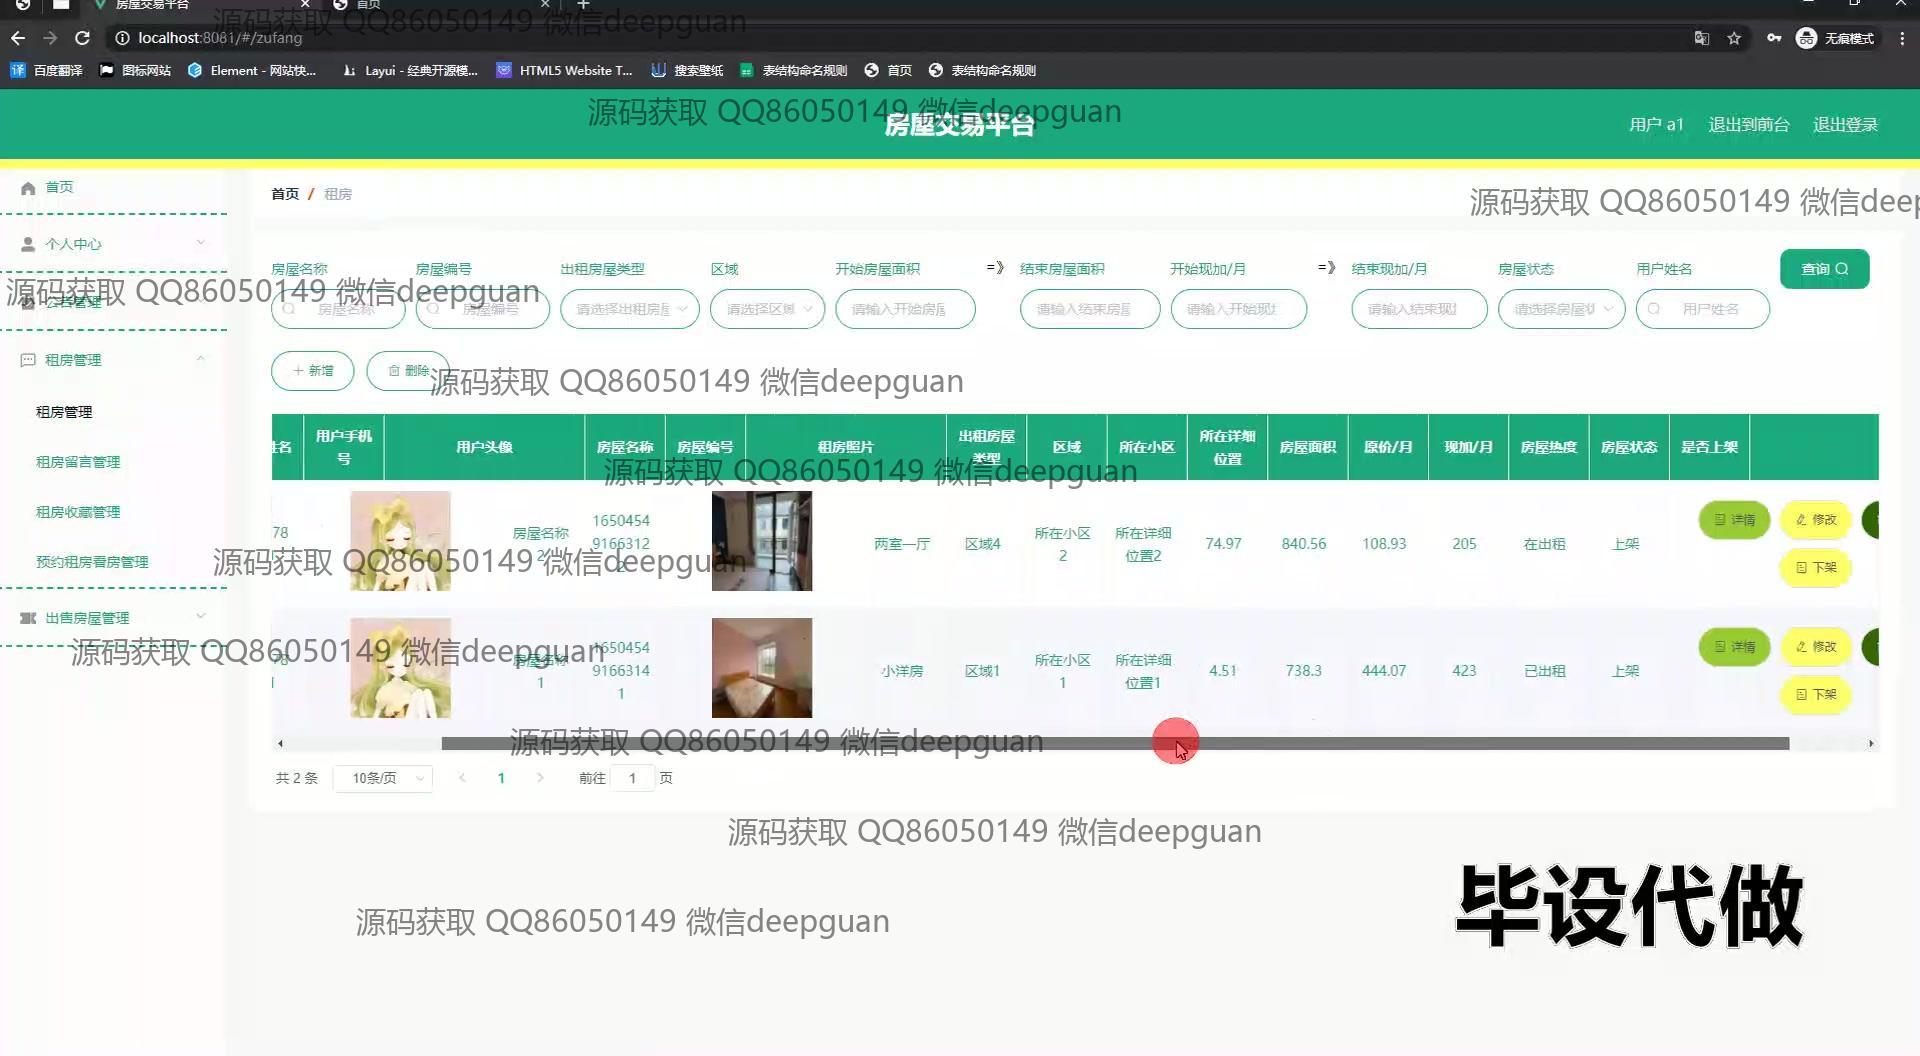 房屋交易平台
首页
localhost:8081/#/zufang
无痕模式
百度翻译 图标网站 Element - 网站快... Layui - 经典开源模... HTML5 Website T... 搜索壁纸 表结构命名规则 首页 表结构命名规则
房屋交易平台
用户 a1 退出到前台 退出登录
首页
个人中心
公告管理
租房管理
租房管理
租房留言管理
租房收藏管理
预约租房看房管理
出售房屋管理
首页 / 租房
房屋名称 房屋编号 出租房屋类型 区域 开始房屋面积 =》 结束房屋面积 开始现加/月 =》 结束现加/月 房屋状态 用户姓名
房屋名称 房屋编号 请选择出租房屋 请选择区域 请输入开始房屋 请输入结束房屋 请输入开始现加 请输入结束现加 请选择房屋状 用户姓名
查询
新增 删除
姓名 用户手机号 用户头像 房屋名称 房屋编号 租房照片 出租房屋类型 区域 所在小区 所在详细位置 房屋面积 原价/月 现加/月 房屋热度 房屋状态 是否上架
78 房屋名称2 1650454 9166312 2 两室一厅 区域4 所在小区2 所在详细位置2 74.97 840.56 108.93 205 在出租 上架 详情 修改
下架
78 房屋名称1 1650454 9166314 1 小洋房 区域1 所在小区1 所在详细位置1 4.51 738.3 444.07 423 已出租 上架 详情 修改
下架
共 2 条 10条/页 1 前往 1 页
源码获取 QQ86050149 微信deepguan
源码获取 QQ86050149 微信deepguan
源码获取 QQ86050149 微信deep
源码获取 QQ86050149 微信deepguan
源码获取 QQ86050149 微信deepguan
源码获取 QQ86050149 微信deepguan
源码获取 QQ86050149 微信deepguan
源码获取 QQ86050149 微信deepguan
源码获取 QQ86050149 微信deepguan
源码获取 QQ86050149 微信deepguan
源码获取 QQ86050149 微信deepguan
毕设代做